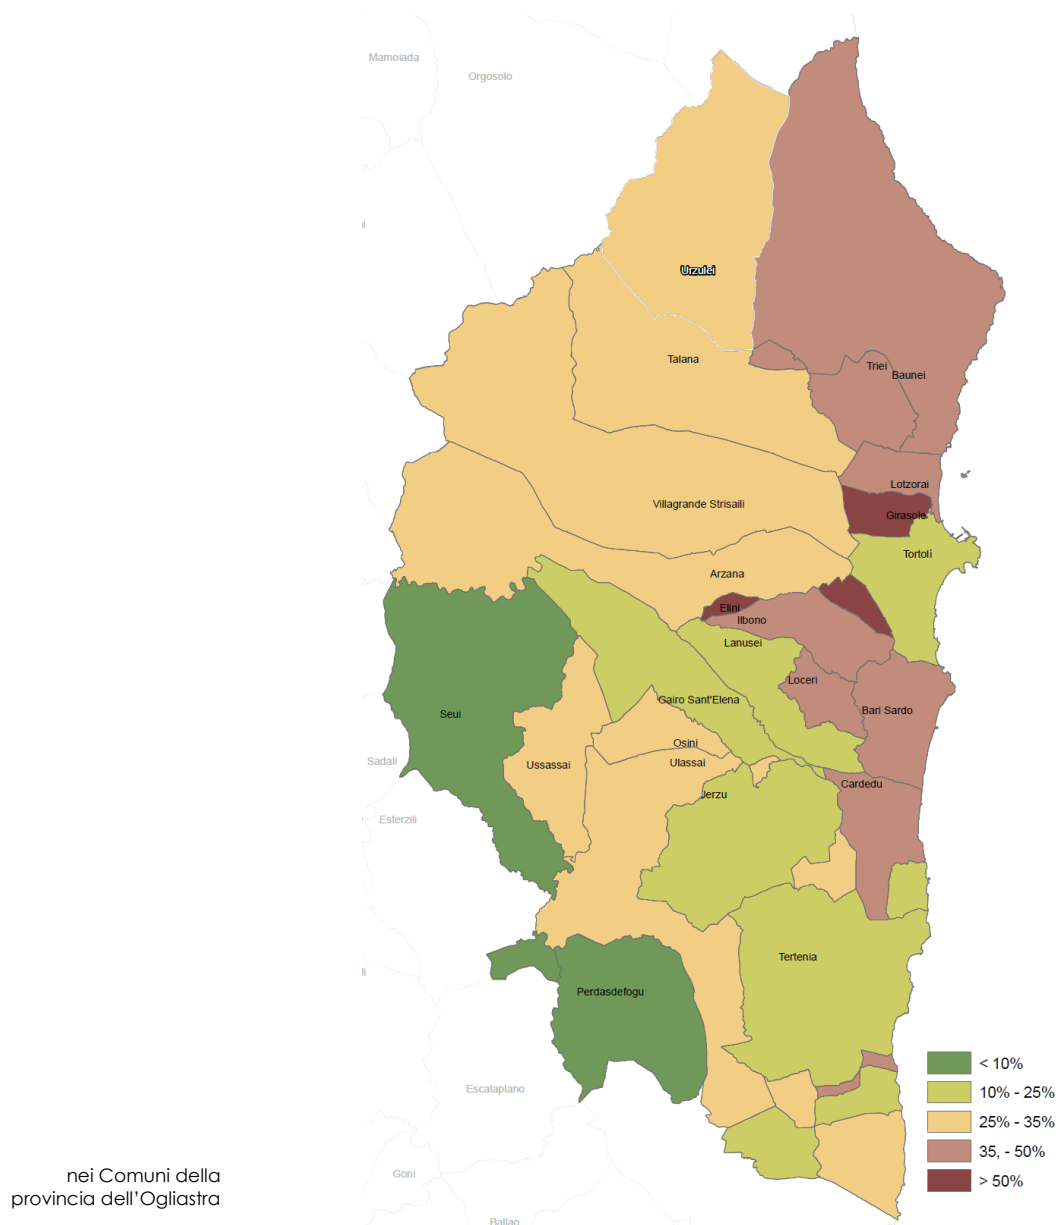 Mamoiada
Orgosolo
Urzulei
Talana
Triei
Baunei
Lotzorai
Villagrande Strisaili
Girasole
Tortolì
Arzana
Elini
Ilbono
Lanusei
Loceri
Gairo Sant'Elena
Bari Sardo
Seui
Osini
Sadali
Ussassai
Ulassai
Cardedu
Jerzu
Esterzili
Tertenia
Perdasdefogu
Escalaplano
Goni
Ballao
< 10%
10% - 25%
25% - 35%
35, - 50%
> 50%
nei Comuni della
provincia dell'Ogliastra